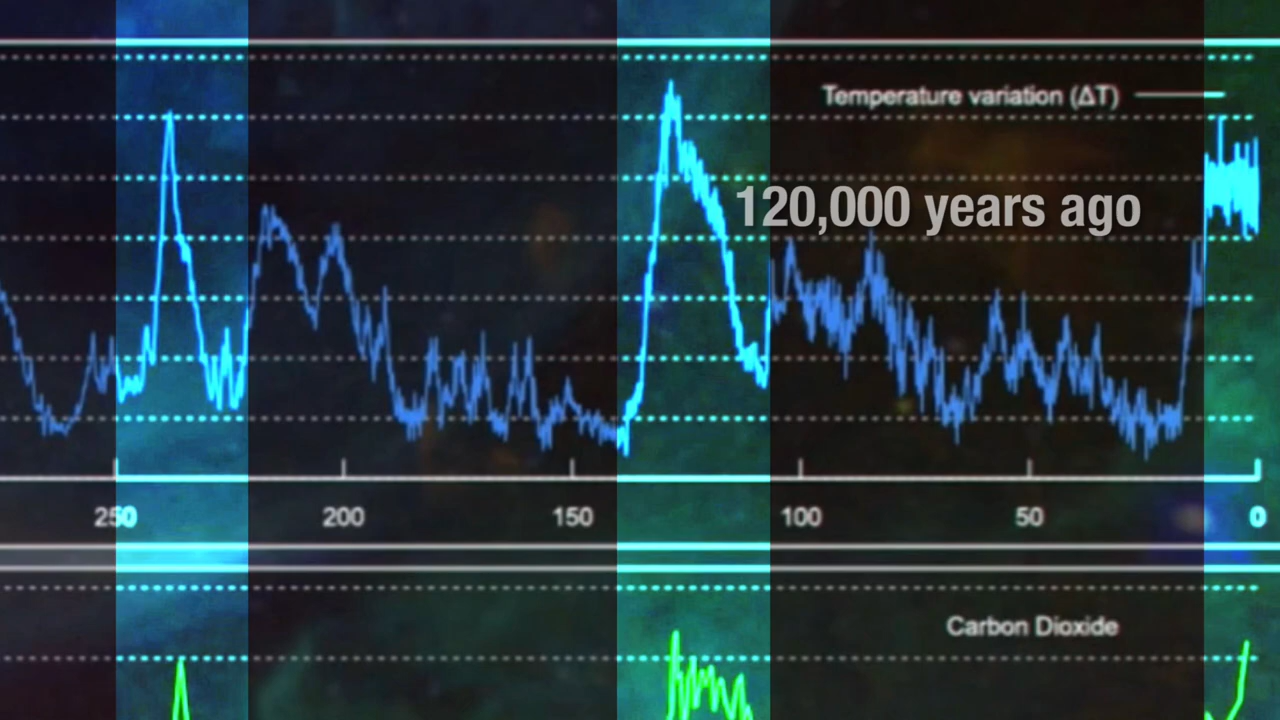 Temperature variation (ΔT)
120,000 years ago
250 200 150 100 50 0
Carbon Dioxide